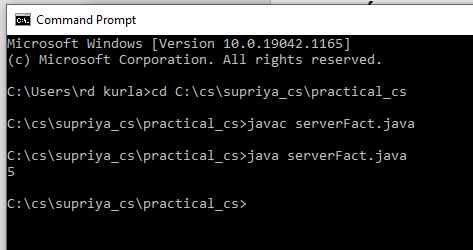 Command Prompt
Microsoft Windows [Version 10.0.19042.1165]
(c) Microsoft Corporation. All rights reserved.
C:\Users\rd kurla>cd C:\cs\supriya_cs\practical_cs
C:\cs\supriya_cs\practical_cs>javac serverFact.java
C:\cs\supriya_cs\practical_cs>java serverFact.java
5
C:\cs\supriya_cs\practical_cs>